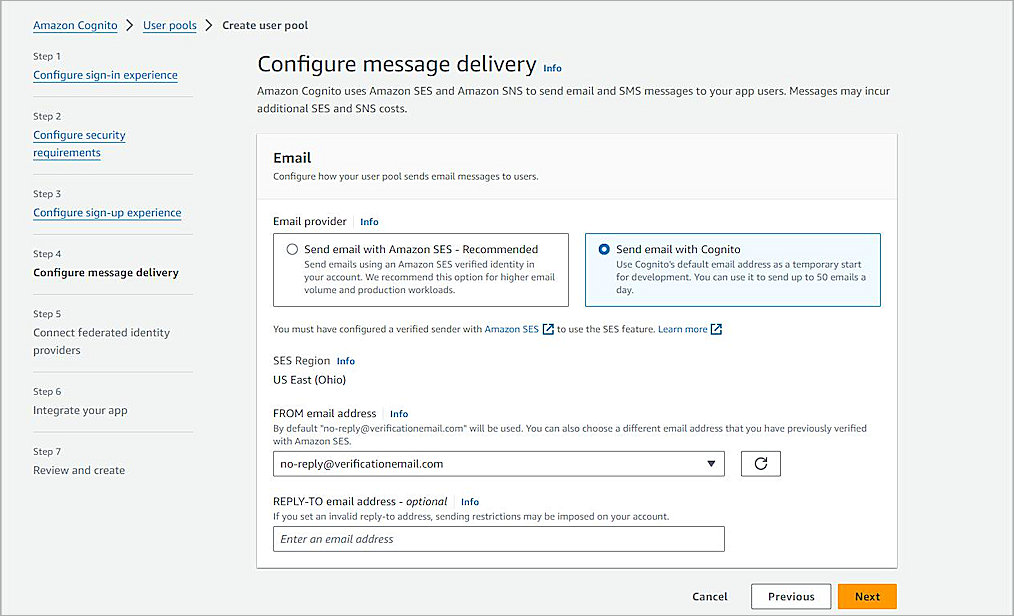 Amazon Cognito > User pools > Create user pool
Step 1
Configure sign-in experience
Step 2
Configure security
requirements
Step 3
Configure sign-up experience
Step 4
Configure message delivery
Step 5
Connect federated identity
providers
Step 6
Integrate your app
Step 7
Review and create
Configure message delivery Info
Amazon Cognito uses Amazon SES and Amazon SNS to send email and SMS messages to your app users. Messages may incur
additional SES and SNS costs.
Email
Configure how your user pool sends email messages to users.
Email provider Info
Send email with Amazon SES - Recommended
Send emails using an Amazon SES verified identity in
your account. We recommend this option for higher email
volume and production workloads.
Send email with Cognito
Use Cognito's default email address as a temporary start
for development. You can use it to send up to 50 emails a
day.
You must have configured a verified sender with Amazon SES to use the SES feature. Learn more
SES Region Info
US East (Ohio)
FROM email address Info
By default "no-reply@verificationemail.com" will be used. You can also choose a different email address that you have previously verified
with Amazon SES.
no-reply@verificationemail.com
REPLY-TO email address - optional Info
If you set an invalid reply-to address, sending restrictions may be imposed on your account.
Enter an email address
Cancel Previous Next